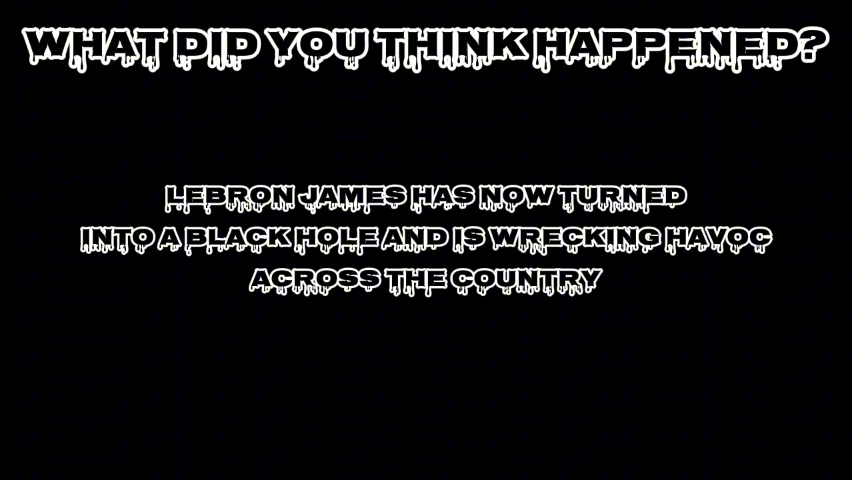 WHAT DID YOU THINK HAPPENED?
LEBRON JAMES HAS NOW TURNED
INTO A BLACK HOLE AND IS WRECKING HAVOC
ACROSS THE COUNTRY